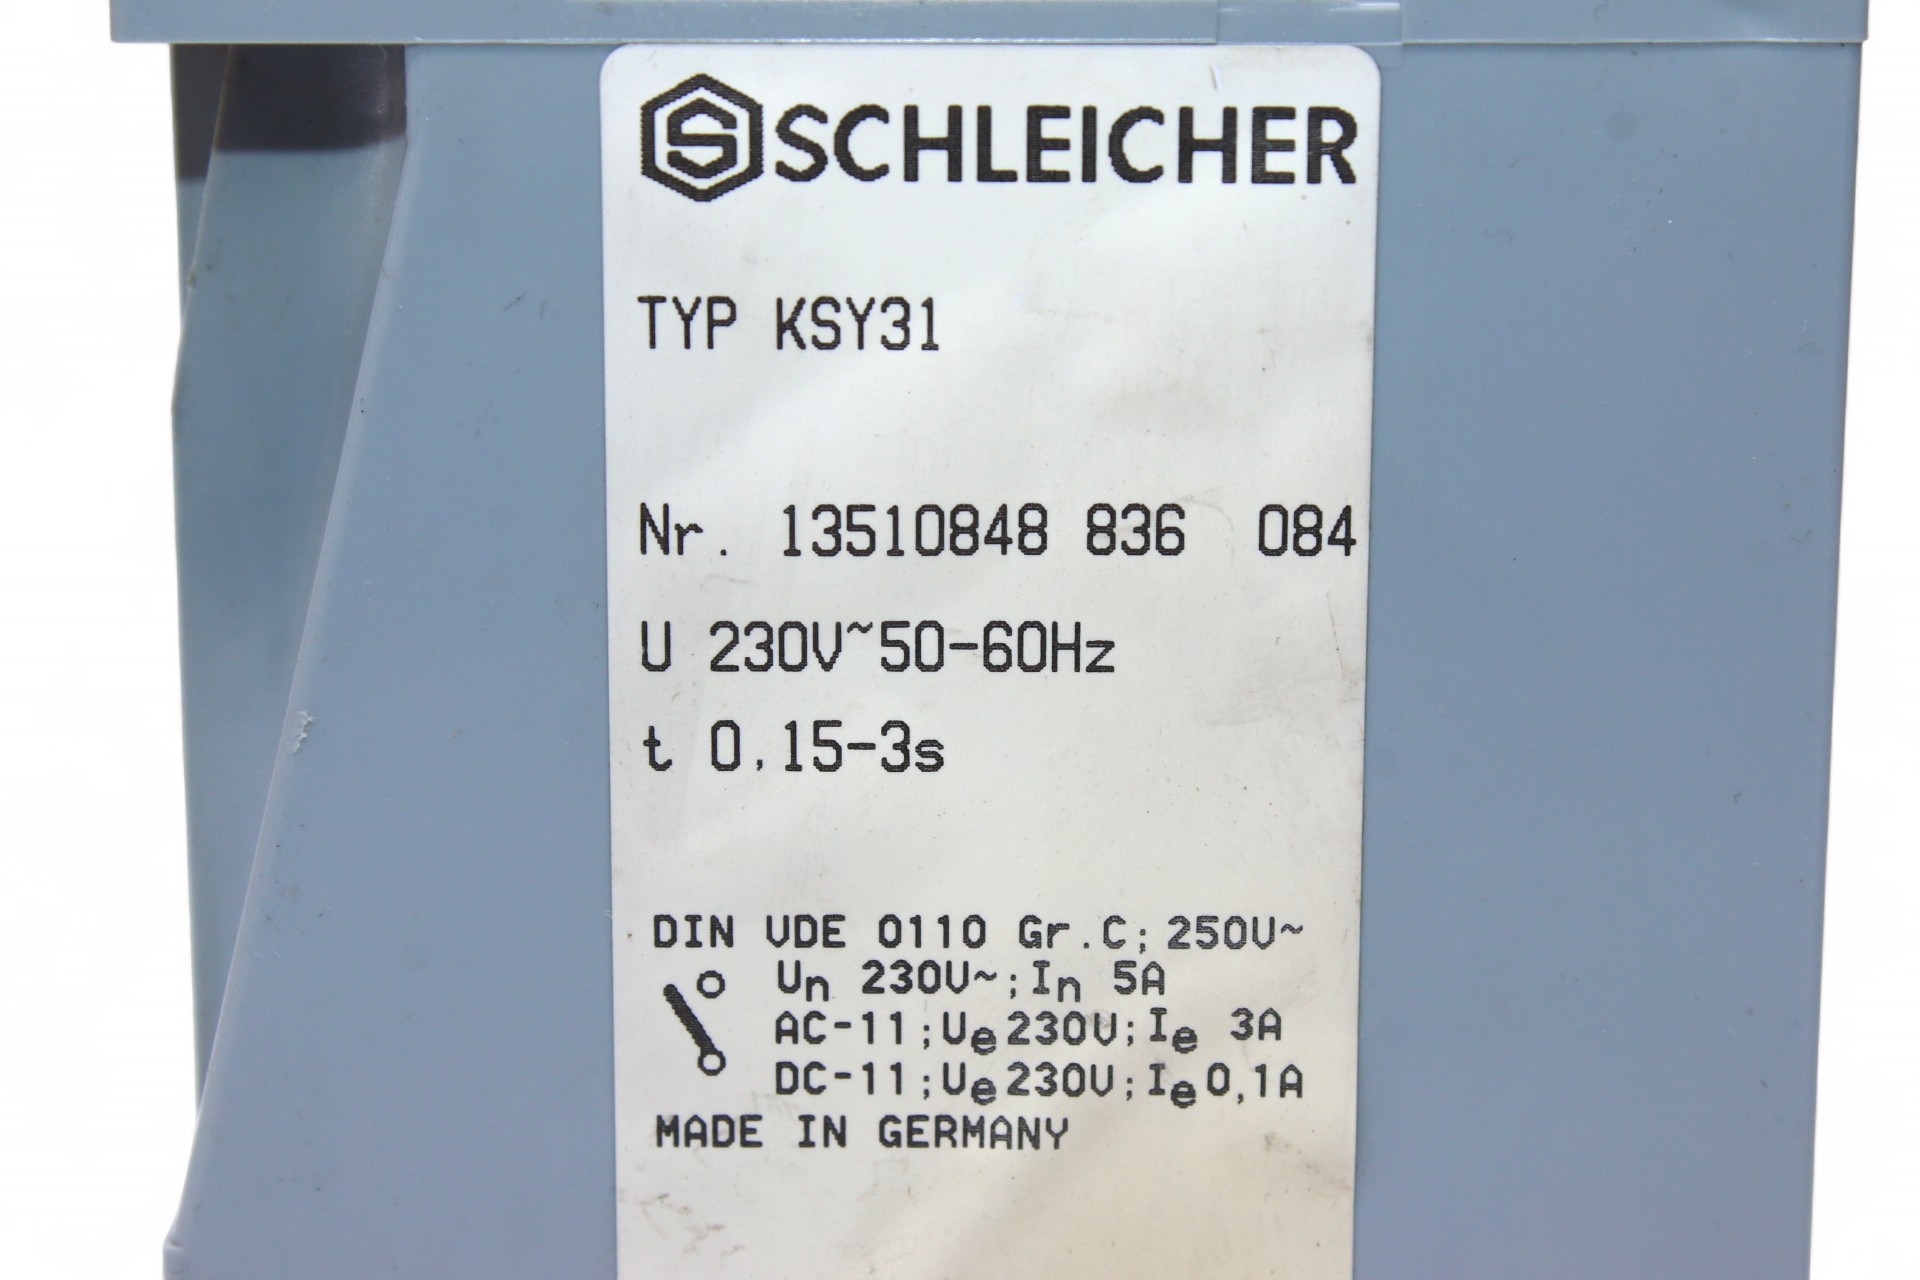 S SCHLEICHER
TYP KSY31
Nr. 13510848 836 084
U 230V~50-60Hz
t 0,15-3s
DIN VDE 0110 Gr.C; 250V~
Un 230V~; In 5A
AC-11; Ue 230V; Ie 3A
DC-11; Ue 230V; Ie 0,1A
MADE IN GERMANY